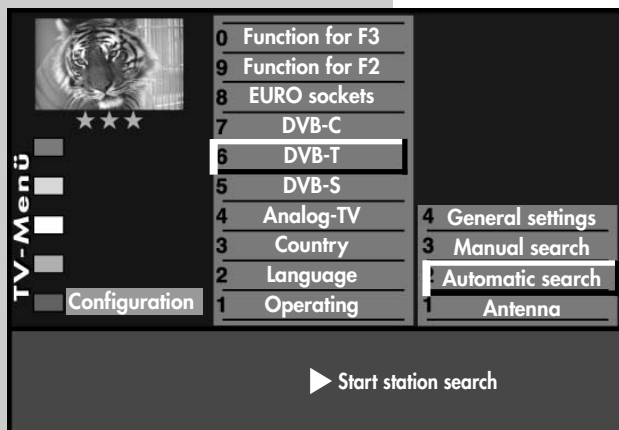 0 Function for F3
9 Function for F2
8 EURO sockets
7 DVB-C
6 DVB-T
5 DVB-S
4 Analog-TV
3 Country
2 Language
1 Operating
4 General settings
3 Manual search
2 Automatic search
1 Antenna
TV-Menü
Configuration
Start station search